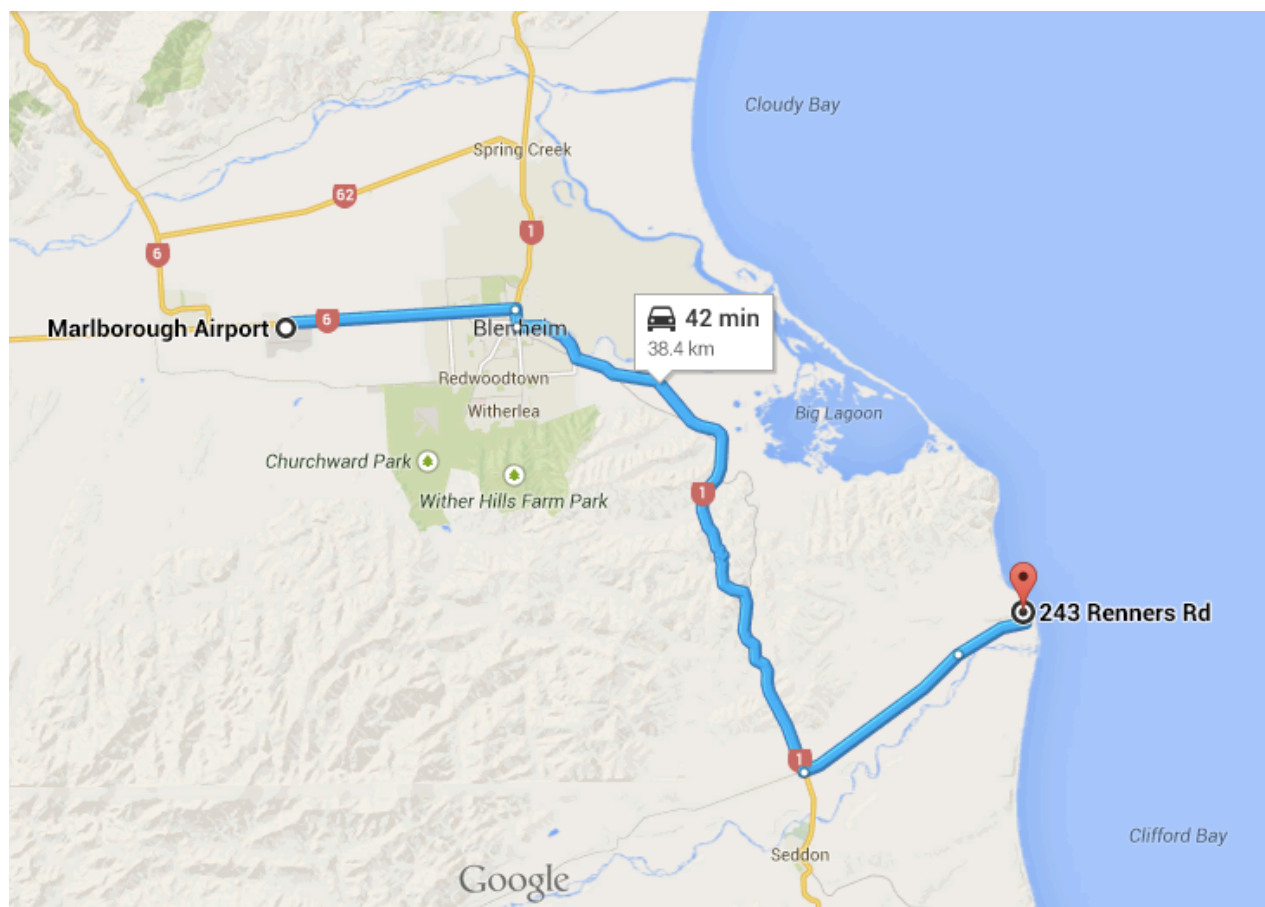 Cloudy Bay
Spring Creek
62
1
6
Marlborough Airport
6
Blenheim
42 min
38.4 km
Redwoodtown
Witherlea
Big Lagoon
Churchward Park
Wither Hills Farm Park
1
243 Renners Rd
1
Seddon
Clifford Bay
Google